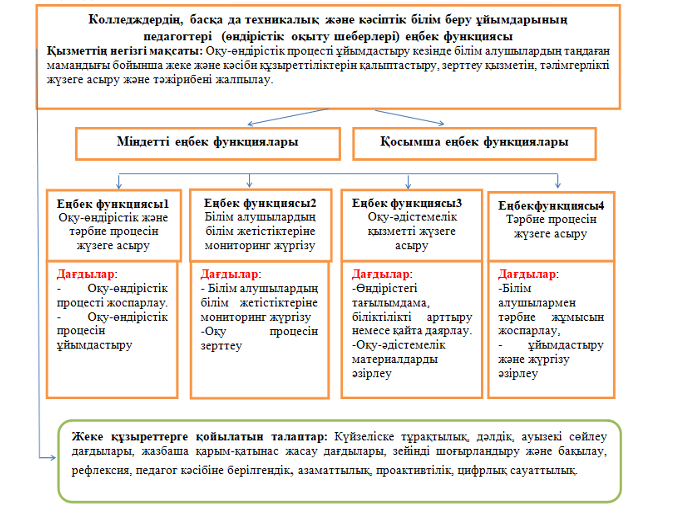 Колледждердің, басқа да техникалық және кәсіптік білім беру ұйымдарының
педагогтері (өндірістік оқыту шеберлері) еңбек функциясы
Қызметтің негізгі мақсаты: Оқу-өндірістік процесті ұйымдастыру кезінде білім алушылардың таңдаған
мамандығы бойынша жеке және кәсіби құзыреттіліктерін қалыптастыру, зерттеу қызметін, тәлімгерлікті
жүзеге асыру және тәжірибені жалпылау.
Міндетті еңбек функциялары
Қосымша еңбек функциялары
Еңбек функциясы1
Оқу-өндірістік және
тәрбие процесін
жүзеге асыру
Дағдылар:
- Оқу-өндірістік
процесті жоспарлау.
- Оқу-өндірістік
процесін
ұйымдастыру
Еңбек функциясы2
Білім алушылардың
білім жетістіктеріне
мониторинг жүргізу
Дағдылар:
- Білім алушылардың
білім жетістіктеріне
мониторинг жүргізу
-Оқу процесін
зерттеу
Еңбек функциясы3
Оқу-әдістемелік
қызметті жүзеге
асыру
Дағдылар:
-Өндірістегі
тағылымдама,
біліктілікті арттыру
немесе қайта даярлау.
-Оқу-әдістемелік
материалдарды
әзірлеу
Еңбекфункциясы4
Тәрбие процесін
жүзеге асыру
Дағдылар:
-Білім
алушылармен
тәрбие жұмысын
жоспарлау,
- ұйымдастыру
және жүргізу
әзірлеу
Жеке құзыреттерге қойылатын талаптар: Күйзеліске тұрақтылық, дәлдік, ауызекі сөйлеу
дағдылары, жазбаша қарым-қатынас жасау дағдылары, зейінді шоғырландыру және бақылау,
рефлексия, педагог кәсібіне берілгендік, азаматтылық, проактивтілік, цифрлық сауаттылық.